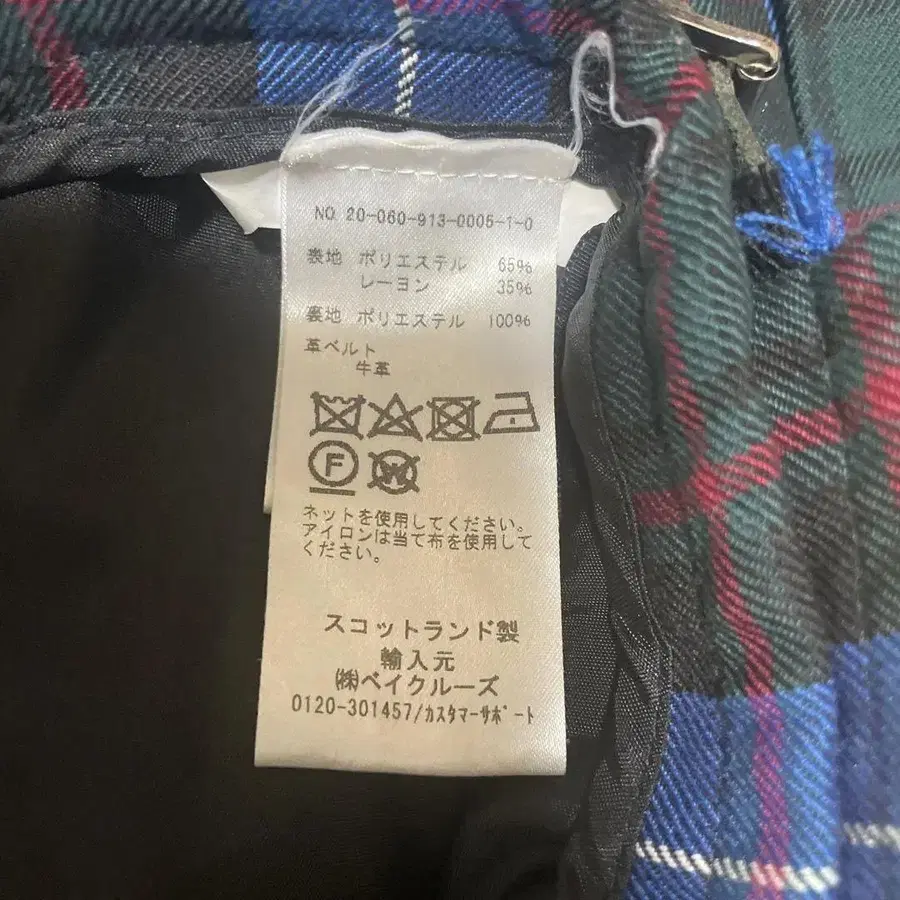 NO. 20-060-913-0005-1-0
表地 ポリエステル 65%
レーヨン 35%
裏地 ポリエステル 100%
革ベルト
牛革
F
W
ネットを使用してください。
アイロンは当て布を使用して
ください。
スコットランド製
輸入元
㈱ベイクルーズ
0120-301457/ｶｽﾀﾏｰｻﾎﾟｰﾄ